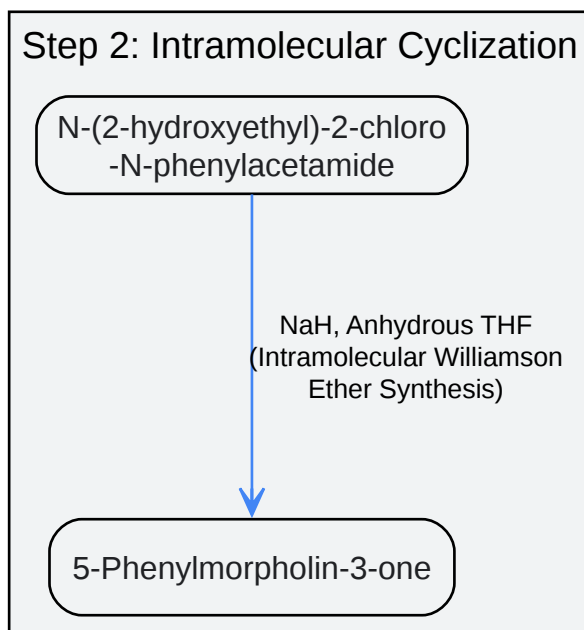 Step 2: Intramolecular Cyclization
N-(2-hydroxyethyl)-2-chloro
-N-phenylacetamide
NaH, Anhydrous THF
(Intramolecular Williamson
Ether Synthesis)
5-Phenylmorpholin-3-one